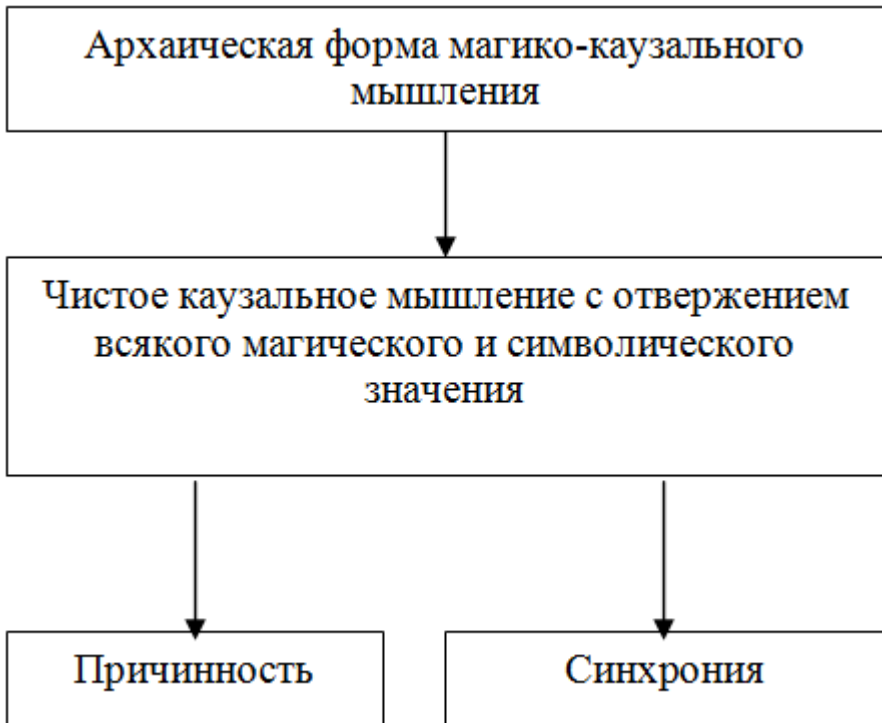 Архаическая форма магико-каузального
мышления
Чистое каузальное мышление с отвержением
всякого магического и символического
значения
Причинность
Синхрония